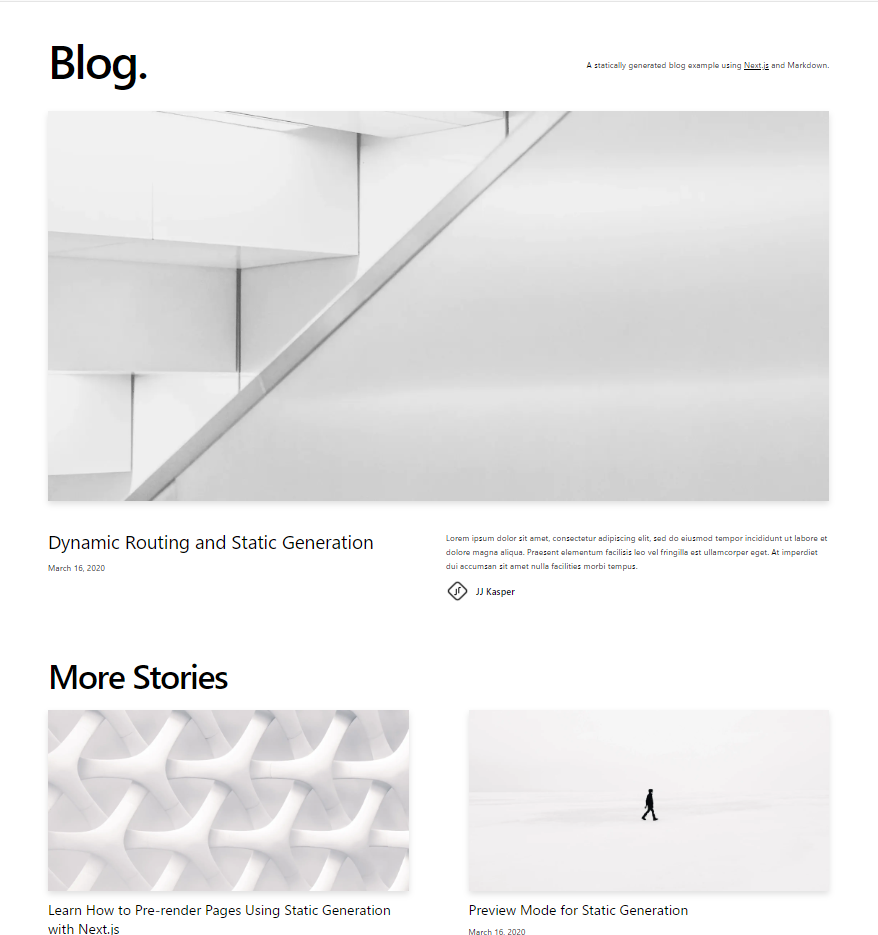 Blog.
A statically generated blog example using Next.js and Markdown.
Dynamic Routing and Static Generation
March 16, 2020
Lorem ipsum dolor sit amet, consectetur adipiscing elit, sed do eiusmod tempor incididunt ut labore et
dolore magna aliqua. Praesent elementum facilisis leo vel fringilla est ullamcorper eget. At imperdiet
dui accumsan sit amet nulla facilities morbi tempus.
JJ Kasper
More Stories
Learn How to Pre-render Pages Using Static Generation
with Next.js
Preview Mode for Static Generation
March 16, 2020